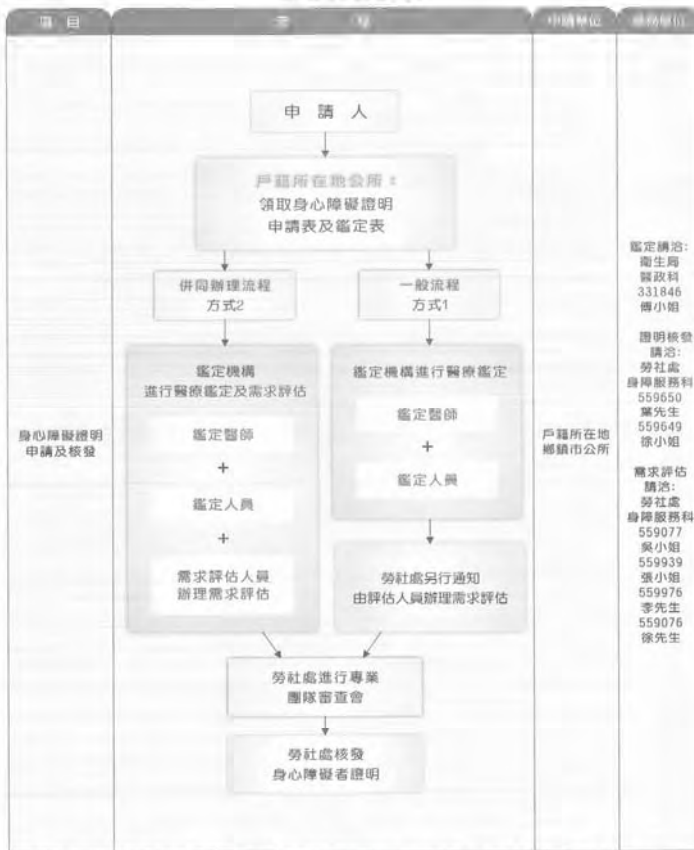 項目
流程
申請單位
業務單位
申請人
戶籍所在地公所：
領取身心障礙證明
申請表及鑑定表
併同辦理流程
方式2
一般流程
方式1
鑑定機構
進行醫療鑑定及需求評估
鑑定醫師
+
鑑定人員
+
需求評估人員
辦理需求評估
鑑定機構進行醫療鑑定
鑑定醫師
+
鑑定人員
勞社處另行通知
由評估人員辦理需求評估
勞社處進行專業
團隊審查會
勞社處核發
身心障礙者證明
身心障礙證明
申請及核發
戶籍所在地
鄉鎮市公所
鑑定請洽：
衛生局
醫政科
331846
傅小姐
證明核發
請洽：
勞社處
身障服務科
559650
葉先生
559649
徐小姐
需求評估
請洽：
勞社處
身障服務科
559077
吳小姐
559939
張小姐
559976
李先生
559076
徐先生